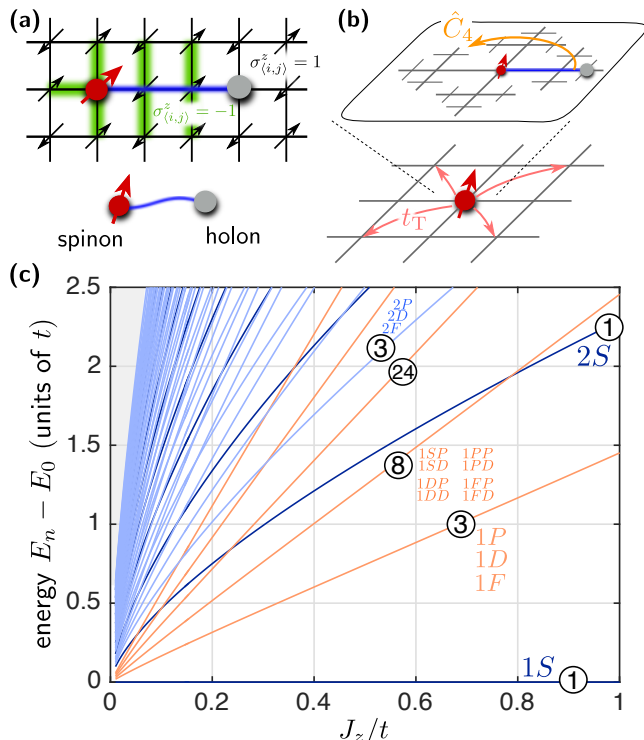 (a)
σ^z_⟨i,j⟩ = 1
σ^z_⟨i,j⟩ = −1
spinon
holon
(b)
Ĉ_4
t_T
(c)
energy E_n − E_0 (units of t)
2.5
2
1.5
1
0.5
0
2P
2D
2F
3
24
1
2S
8
1SP 1PP
1SD 1PD
1DP 1FP
1DD 1FD
3
1P
1D
1F
1S
1
0
0.2
0.4
0.6
0.8
1
J_z/t